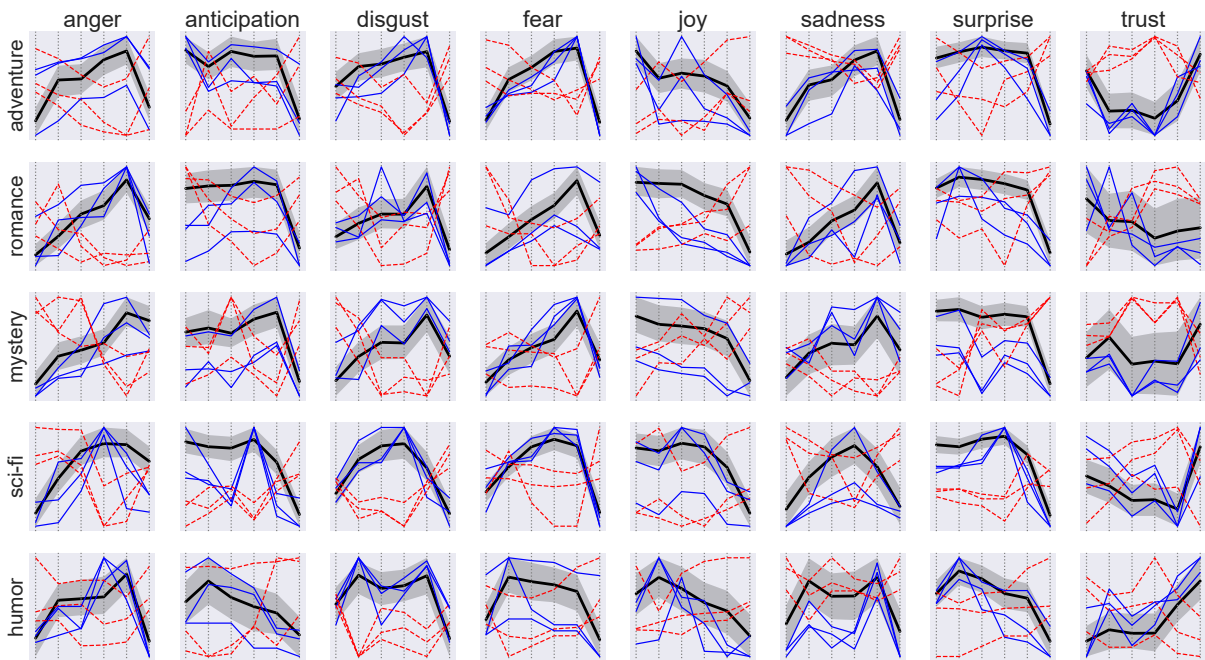 anger anticipation disgust fear joy sadness surprise trust
adventure
romance
mystery
sci-fi
humor